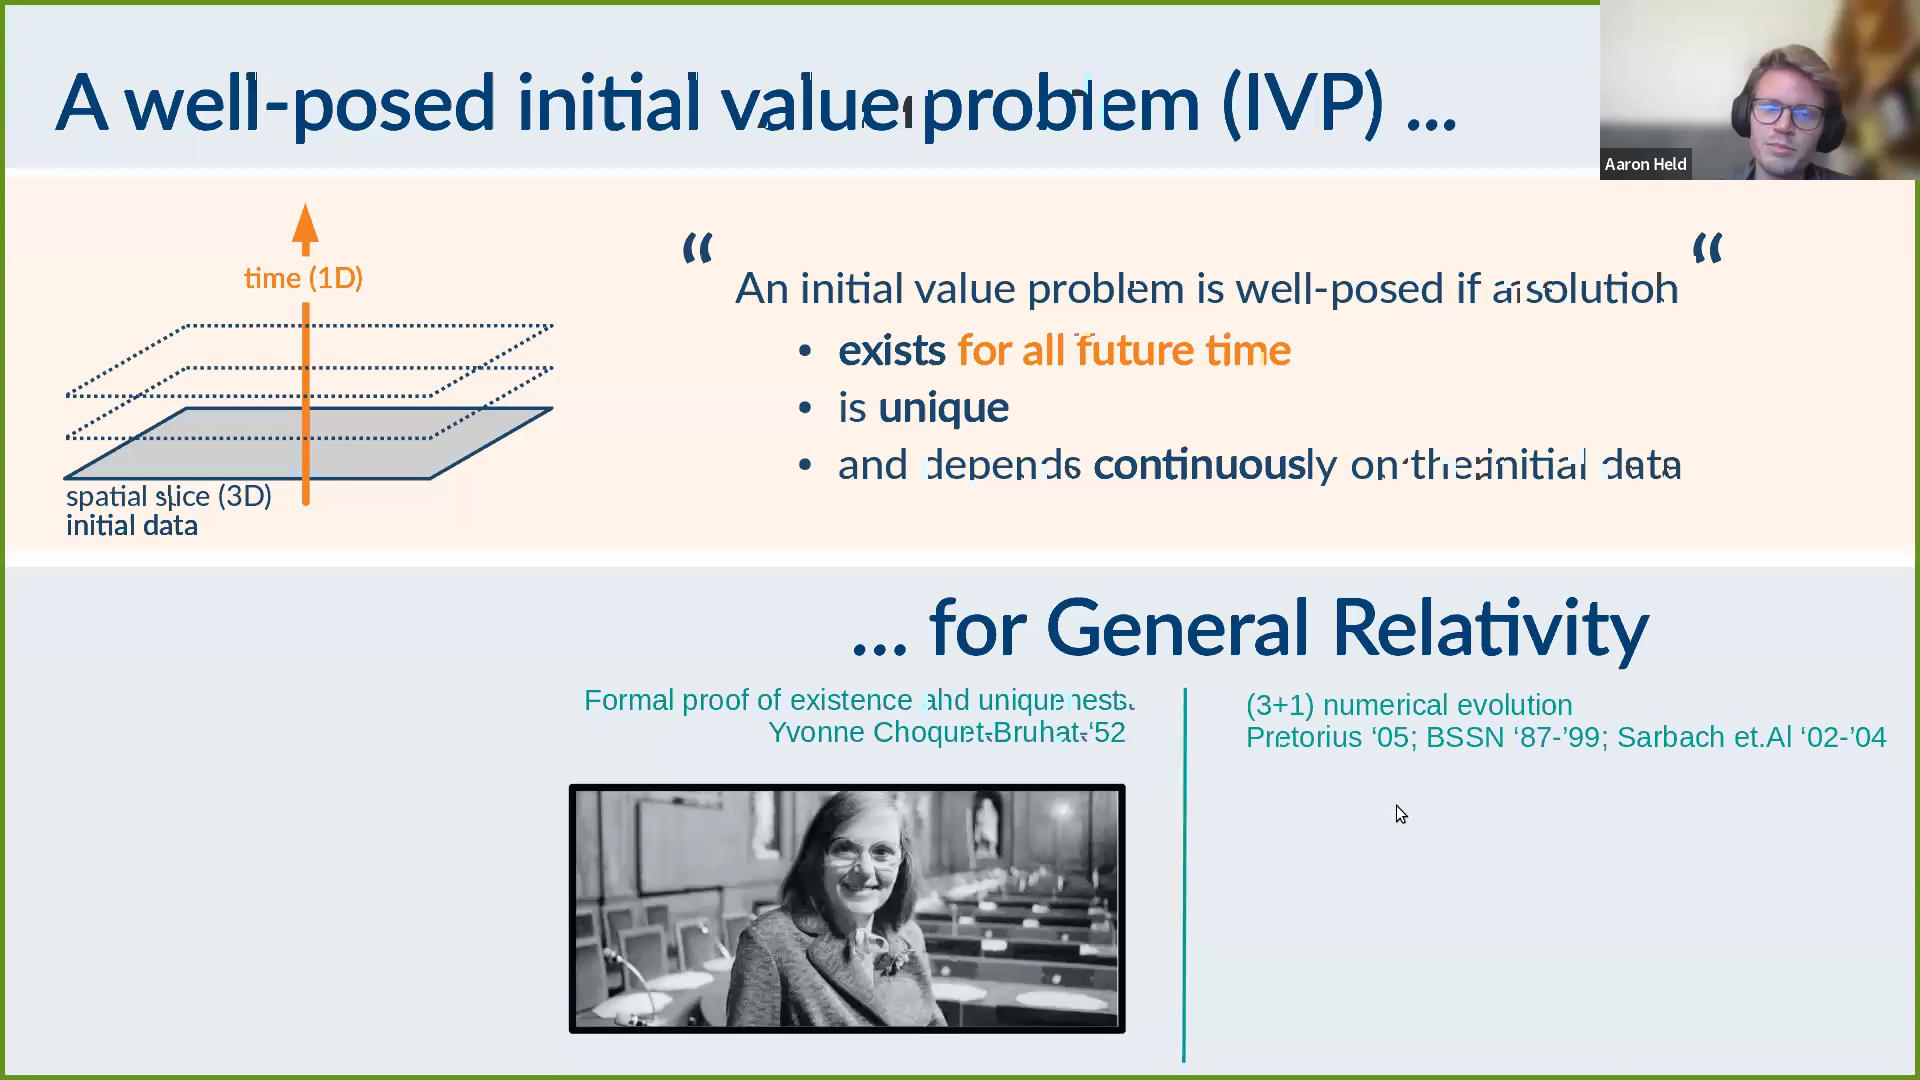 A well-posed initial value problem (IVP) ...
Aaron Held
time (1D)
spatial slice (3D)
initial data
“ An initial value problem is well-posed if a solution “
• exists for all future time
• is unique
• and depends continuously on the initial data
... for General Relativity
Formal proof of existence and uniqueness.
Yvonne Choquet-Bruhat ‘52
(3+1) numerical evolution
Pretorius ‘05; BSSN ‘87-’99; Sarbach et.Al ‘02-’04